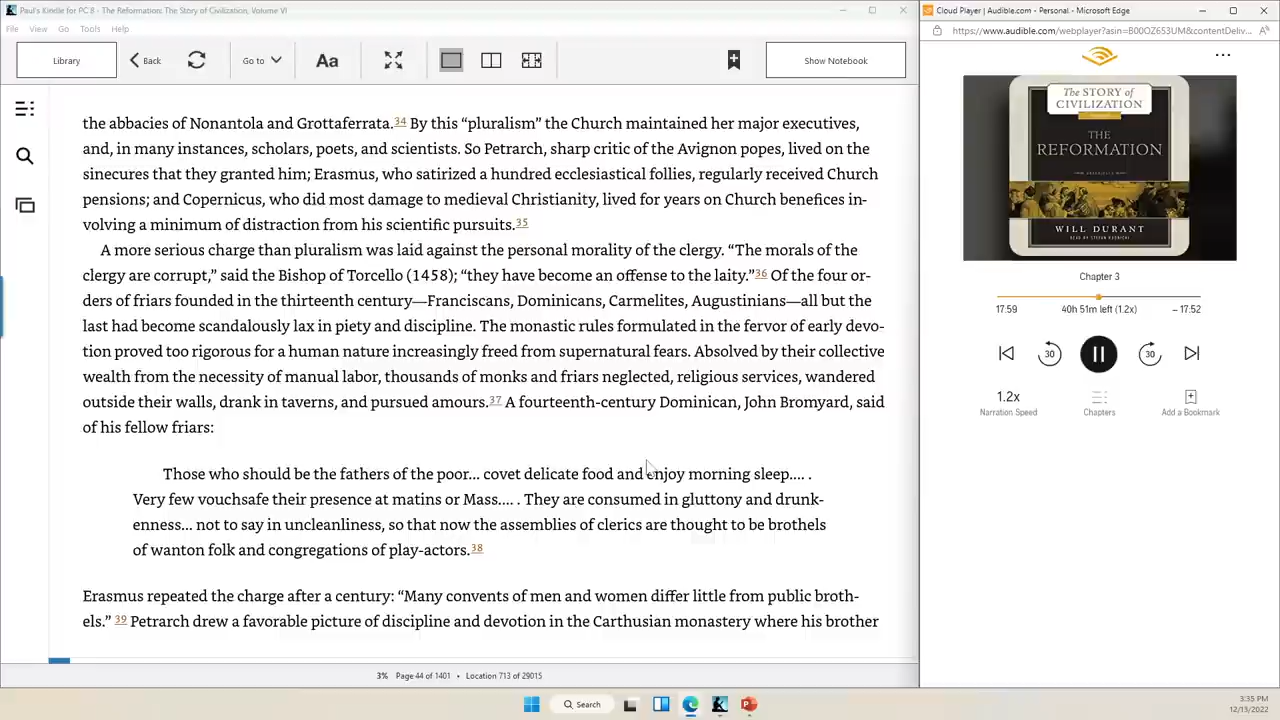 Paul's Kindle for PC 8 - The Reformation: The Story of Civilization, Volume VI
File View Go Tools Help
Library
Back
Go to
Aa
Show Notebook
the abbacies of Nonantola and Grottaferrata.34 By this “pluralism” the Church maintained her major executives,
and, in many instances, scholars, poets, and scientists. So Petrarch, sharp critic of the Avignon popes, lived on the
sinecures that they granted him; Erasmus, who satirized a hundred ecclesiastical follies, regularly received Church
pensions; and Copernicus, who did most damage to medieval Christianity, lived for years on Church benefices in-
volving a minimum of distraction from his scientific pursuits.35
A more serious charge than pluralism was laid against the personal morality of the clergy. “The morals of the
clergy are corrupt,” said the Bishop of Torcello (1458); “they have become an offense to the laity.”36 Of the four or-
ders of friars founded in the thirteenth century—Franciscans, Dominicans, Carmelites, Augustinians—all but the
last had become scandalously lax in piety and discipline. The monastic rules formulated in the fervor of early devo-
tion proved too rigorous for a human nature increasingly freed from supernatural fears. Absolved by their collective
wealth from the necessity of manual labor, thousands of monks and friars neglected, religious services, wandered
outside their walls, drank in taverns, and pursued amours.37 A fourteenth-century Dominican, John Bromyard, said
of his fellow friars:
Those who should be the fathers of the poor... covet delicate food and enjoy morning sleep.... .
Very few vouchsafe their presence at matins or Mass.... . They are consumed in gluttony and drunk-
enness... not to say in uncleanliness, so that now the assemblies of clerics are thought to be brothels
of wanton folk and congregations of play-actors.38
Erasmus repeated the charge after a century: “Many convents of men and women differ little from public broth-
els.” 39 Petrarch drew a favorable picture of discipline and devotion in the Carthusian monastery where his brother
3% Page 44 of 1401 • Location 713 of 29015
Cloud Player | Audible.com - Personal - Microsoft Edge
https://www.audible.com/webplayer?asin=B00OZ653UM&contentDeliv...
The STORY of
CIVILIZATION
THE
REFORMATION
WILL DURANT
READ BY STEFAN RUDNICKI
Chapter 3
17:59 40h 51m left (1.2x) – 17:52
30 30
1.2x
Narration Speed Chapters Add a Bookmark
Search
3:35 PM
12/13/2022